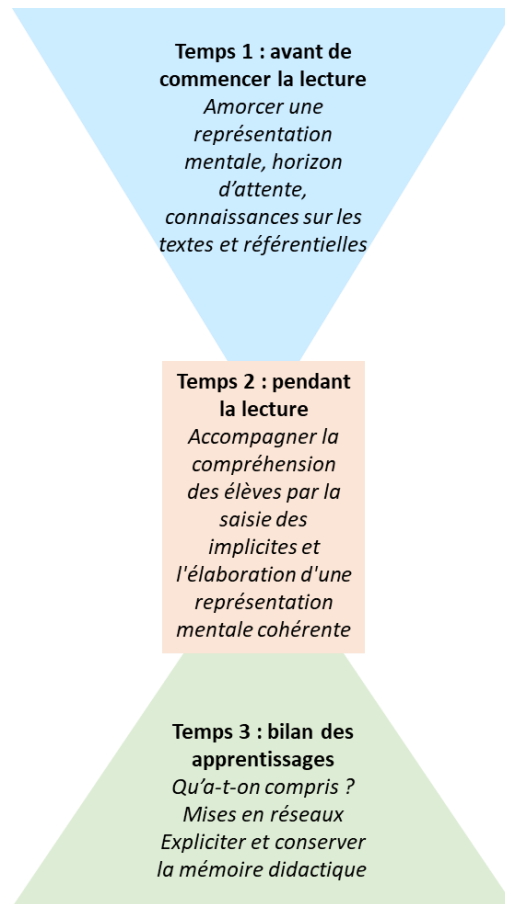 Temps 1 : avant de
commencer la lecture
Amorcer une
représentation
mentale, horizon
d’attente,
connaissances sur les
textes et référentielles
Temps 2 : pendant
la lecture
Accompagner la
compréhension
des élèves par la
saisie des
implicites et
l'élaboration d'une
représentation
mentale cohérente
Temps 3 : bilan des
apprentissages
Qu’a-t-on compris ?
Mises en réseaux
Expliciter et conserver
la mémoire didactique